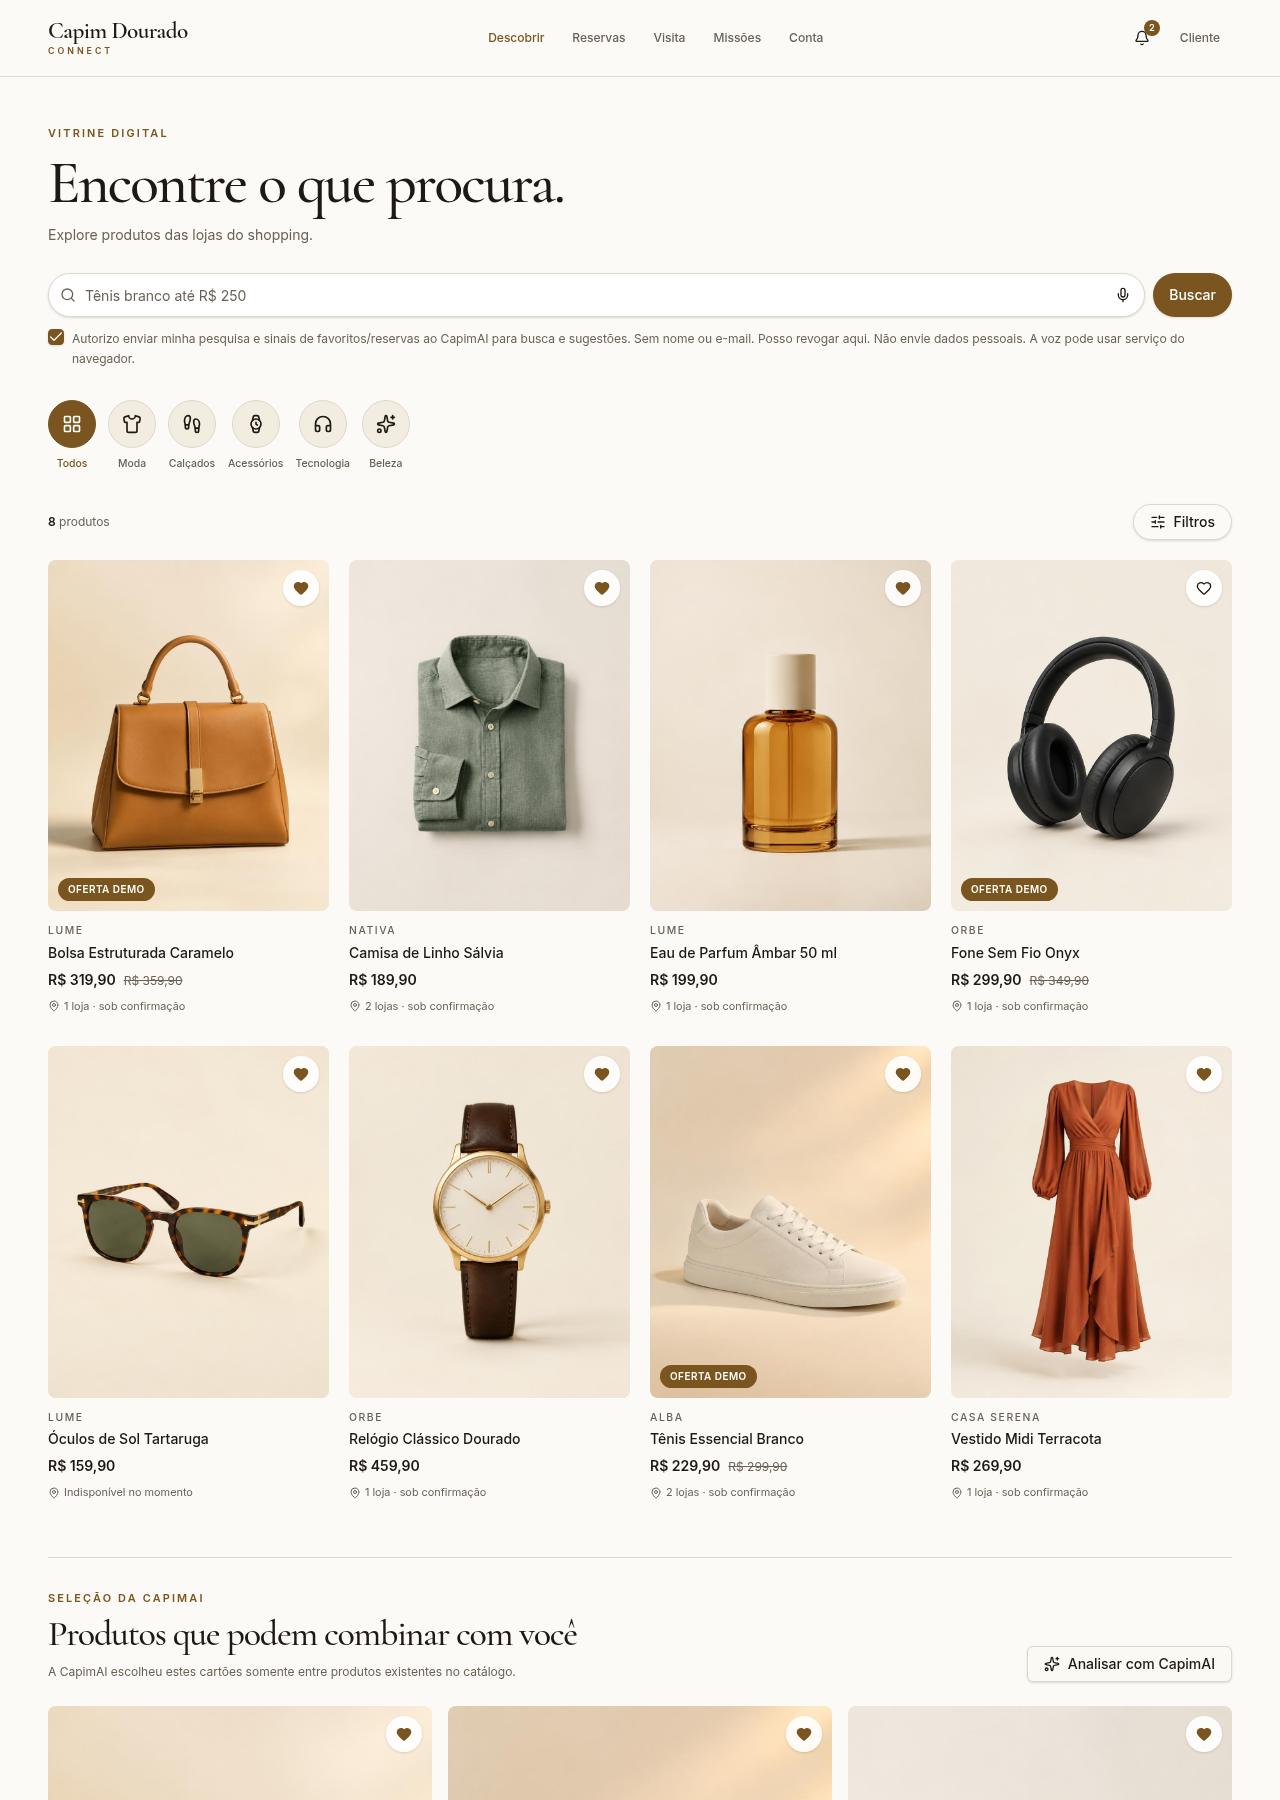 Capim Dourado
CONNECT
Descobrir Reservas Visita Missões Conta
2
Cliente
VITRINE DIGITAL
Encontre o que procura.
Explore produtos das lojas do shopping.
Tênis branco até R$ 250
Buscar
Autorizo enviar minha pesquisa e sinais de favoritos/reservas ao CapimAI para busca e sugestões. Sem nome ou e-mail. Posso revogar aqui. Não envie dados pessoais. A voz pode usar serviço do
navegador.
Todos Moda Calçados Acessórios Tecnologia Beleza
8 produtos
Filtros
OFERTA DEMO
LUME
Bolsa Estruturada Caramelo
R$ 319,90 R$ 359,90
1 loja · sob confirmação
NATIVA
Camisa de Linho Sálvia
R$ 189,90
2 lojas · sob confirmação
LUME
Eau de Parfum Âmbar 50 ml
R$ 199,90
1 loja · sob confirmação
OFERTA DEMO
ORBE
Fone Sem Fio Onyx
R$ 299,90 R$ 349,90
1 loja · sob confirmação
LUME
Óculos de Sol Tartaruga
R$ 159,90
Indisponível no momento
ORBE
Relógio Clássico Dourado
R$ 459,90
1 loja · sob confirmação
OFERTA DEMO
ALBA
Tênis Essencial Branco
R$ 229,90 R$ 299,90
2 lojas · sob confirmação
CASA SERENA
Vestido Midi Terracota
R$ 269,90
1 loja · sob confirmação
SELEÇÃO DA CAPIMAI
Produtos que podem combinar com você
A CapimAI escolheu estes cartões somente entre produtos existentes no catálogo.
Analisar com CapimAI